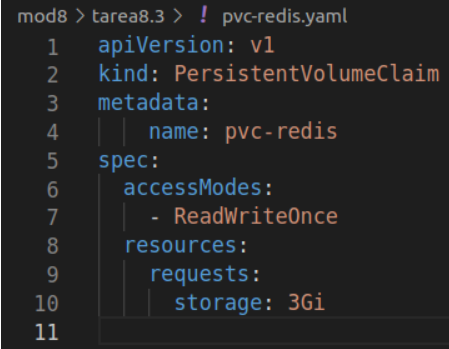 mod8 > tarea8.3 > ! pvc-redis.yaml
1 apiVersion: v1
2 kind: PersistentVolumeClaim
3 metadata:
4     name: pvc-redis
5 spec:
6   accessModes:
7     - ReadWriteOnce
8   resources:
9     requests:
10       storage: 3Gi
11